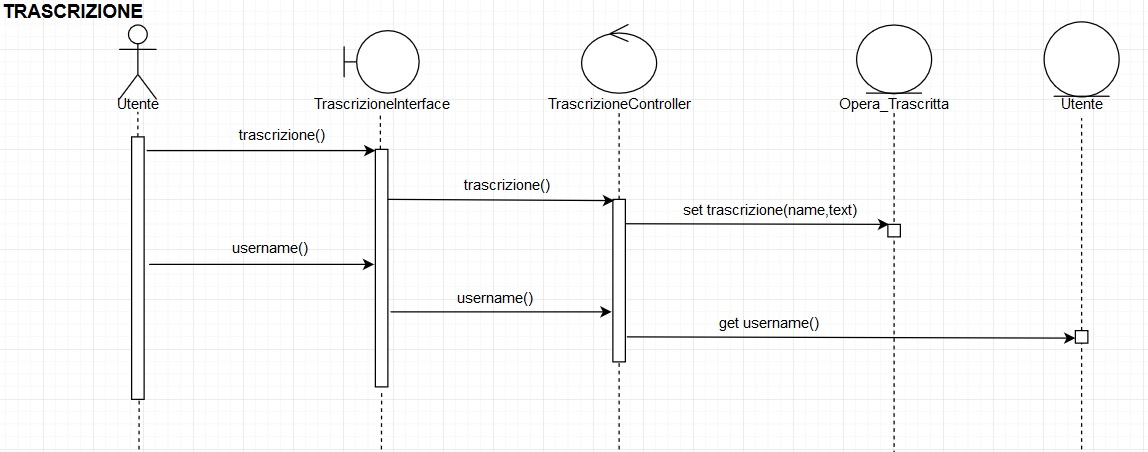 TRASCRIZIONE
Utente
TrascrizioneInterface
TrascrizioneController
Opera_Trascritta
Utente
trascrizione()
trascrizione()
set trascrizione(name,text)
username()
username()
get username()